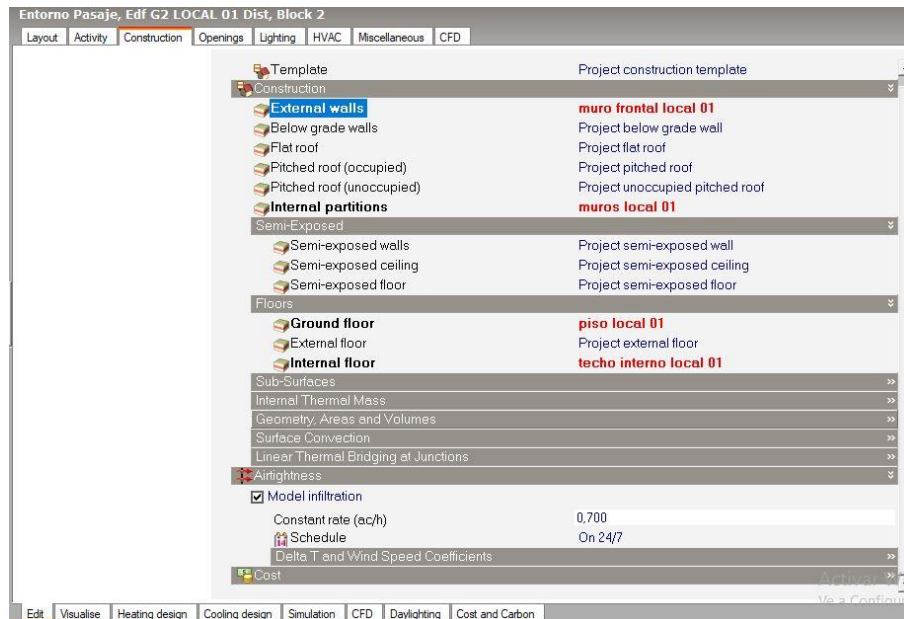 Entorno Pasaje, Edf G2 LOCAL 01 Dist, Block 2
Layout Activity Construction Openings Lighting HVAC Miscellaneous CFD
Template Project construction template
Construction
External walls muro frontal local 01
Below grade walls Project below grade wall
Flat roof Project flat roof
Pitched roof (occupied) Project pitched roof
Pitched roof (unoccupied) Project unoccupied pitched roof
Internal partitions muros local 01
Semi-Exposed
Semi-exposed walls Project semi-exposed wall
Semi-exposed ceiling Project semi-exposed ceiling
Semi-exposed floor Project semi-exposed floor
Floors
Ground floor piso local 01
External floor Project external floor
Internal floor techo interno local 01
Sub-Surfaces
Internal Thermal Mass
Geometry, Areas and Volumes
Surface Convection
Linear Thermal Bridging at Junctions
Airtightness
Model infiltration
Constant rate (ac/h) 0,700
Schedule On 24/7
Delta T and Wind Speed Coefficients
Cost
Activar
Ve a
Edit Visualise Heating design Cooling design Simulation CFD Daylighting Cost and Carbon